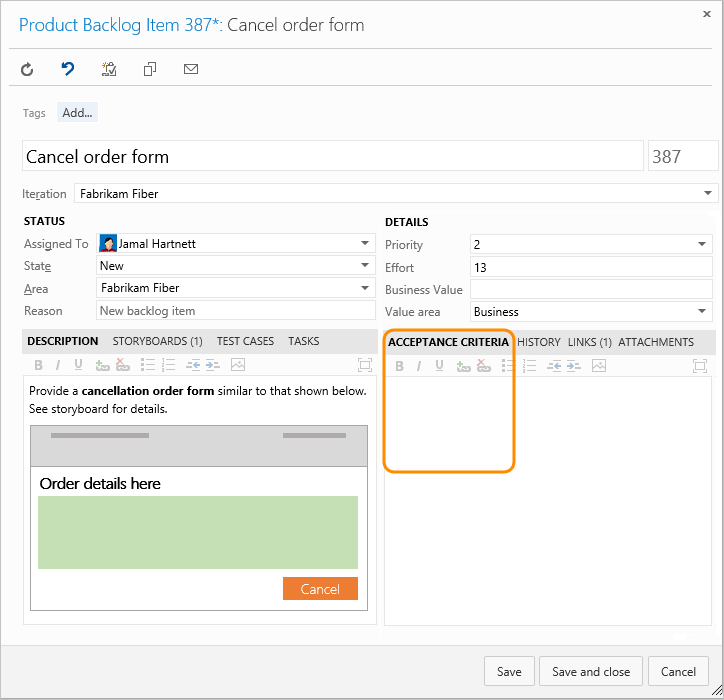 Product Backlog Item 387*: Cancel order form
Tags Add...
Cancel order form 387
Iteration Fabrikam Fiber
STATUS
Assigned To Jamal Hartnett
State New
Area Fabrikam Fiber
Reason New backlog item
DETAILS
Priority 2
Effort 13
Business Value
Value area Business
DESCRIPTION STORYBOARDS (1) TEST CASES TASKS
B I U
Provide a cancellation order form similar to that shown below.
See storyboard for details.
Order details here
Cancel
ACCEPTANCE CRITERIA HISTORY LINKS (1) ATTACHMENTS
B I U
Save Save and close Cancel